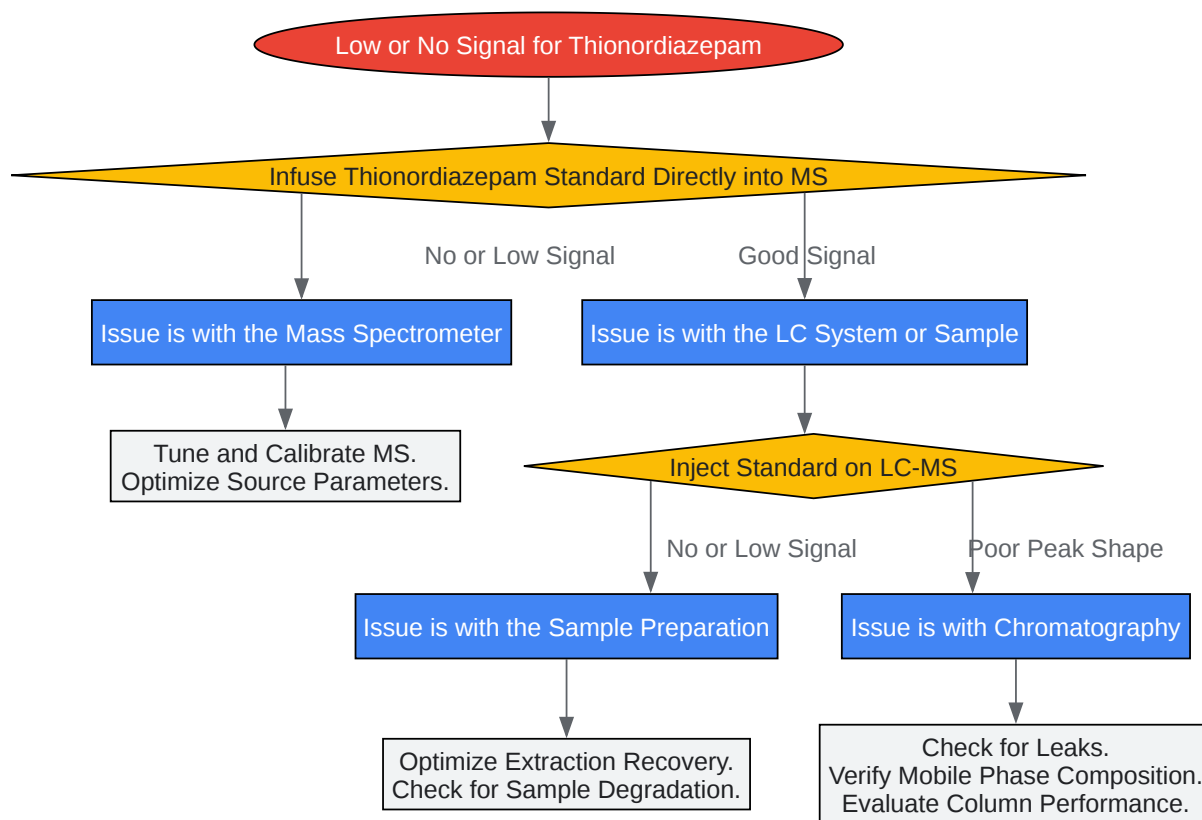 Low or No Signal for Thionordiazepam
Infuse Thionordiazepam Standard Directly into MS
No or Low Signal
Good Signal
Issue is with the Mass Spectrometer
Issue is with the LC System or Sample
Tune and Calibrate MS.
Optimize Source Parameters.
Inject Standard on LC-MS
No or Low Signal
Poor Peak Shape
Issue is with the Sample Preparation
Issue is with Chromatography
Optimize Extraction Recovery.
Check for Sample Degradation.
Check for Leaks.
Verify Mobile Phase Composition.
Evaluate Column Performance.